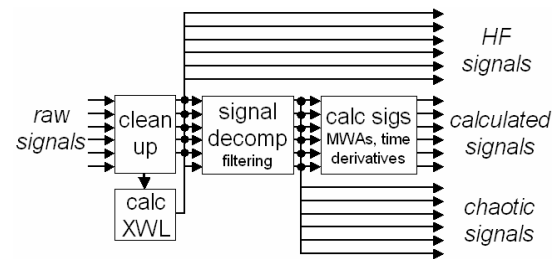 HF
signals
raw
signals
clean
up
signal
decomp
filtering
calc sigs
MWAs, time
derivatives
calculated
signals
calc
XWL
chaotic
signals